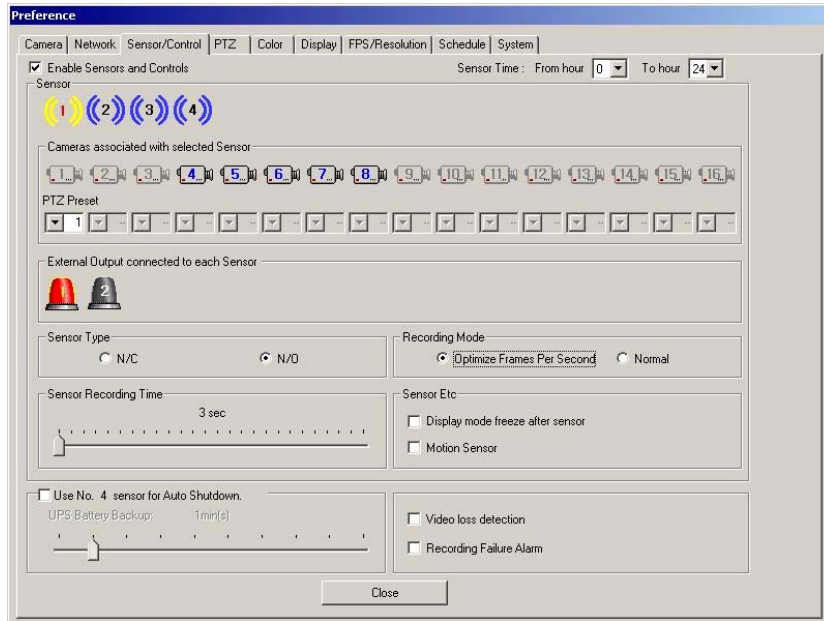 Preference
Camera Network Sensor/Control PTZ Color Display FPS/Resolution Schedule System
Enable Sensors and Controls Sensor Time : From hour 0 To hour 24
Sensor
1 2 3 4
Cameras associated with selected Sensor
1... 2... 3... 4... 5... 6... 7... 8... 9... 10... 11... 12... 13... 14... 15... 16...
PTZ Preset
1 -- -- -- -- -- -- -- -- -- -- -- -- -- -- --
External Output connected to each Sensor
1 2
Sensor Type
N/C N/O
Recording Mode
Optimize Frames Per Second Normal
Sensor Recording Time
3 sec
Sensor Etc
Display mode freeze after sensor
Motion Sensor
Use No. 4 sensor for Auto Shutdown.
UPS Battery Backup: 1min(s)
Video loss detection
Recording Failure Alarm
Close